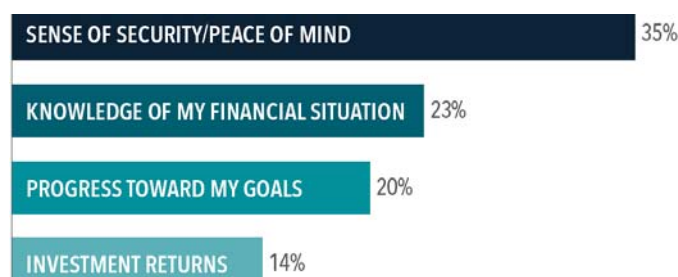 SENSE OF SECURITY/PEACE OF MIND 35%
KNOWLEDGE OF MY FINANCIAL SITUATION 23%
PROGRESS TOWARD MY GOALS 20%
INVESTMENT RETURNS 14%